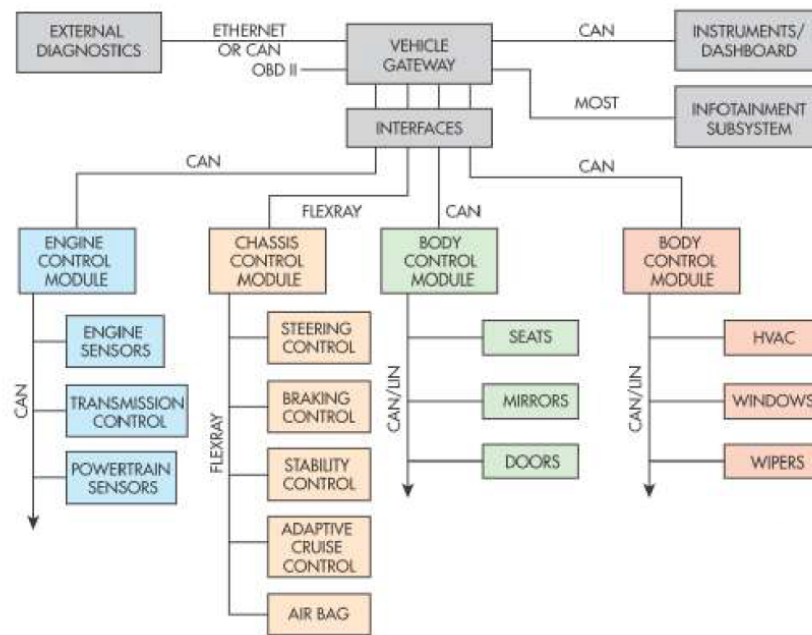 EXTERNAL
DIAGNOSTICS
ETHERNET
OR CAN
OBD II
VEHICLE
GATEWAY
CAN
INSTRUMENTS/
DASHBOARD
MOST
INFOTAINMENT
SUBSYSTEM
INTERFACES
CAN
FLEXRAY
CAN
CAN
ENGINE
CONTROL
MODULE
CHASSIS
CONTROL
MODULE
BODY
CONTROL
MODULE
BODY
CONTROL
MODULE
CAN
ENGINE
SENSORS
TRANSMISSION
CONTROL
POWERTRAIN
SENSORS
FLEXRAY
STEERING
CONTROL
BRAKING
CONTROL
STABILITY
CONTROL
ADAPTIVE
CRUISE
CONTROL
AIR BAG
CAN/LIN
SEATS
MIRRORS
DOORS
CAN/LIN
HVAC
WINDOWS
WIPERS